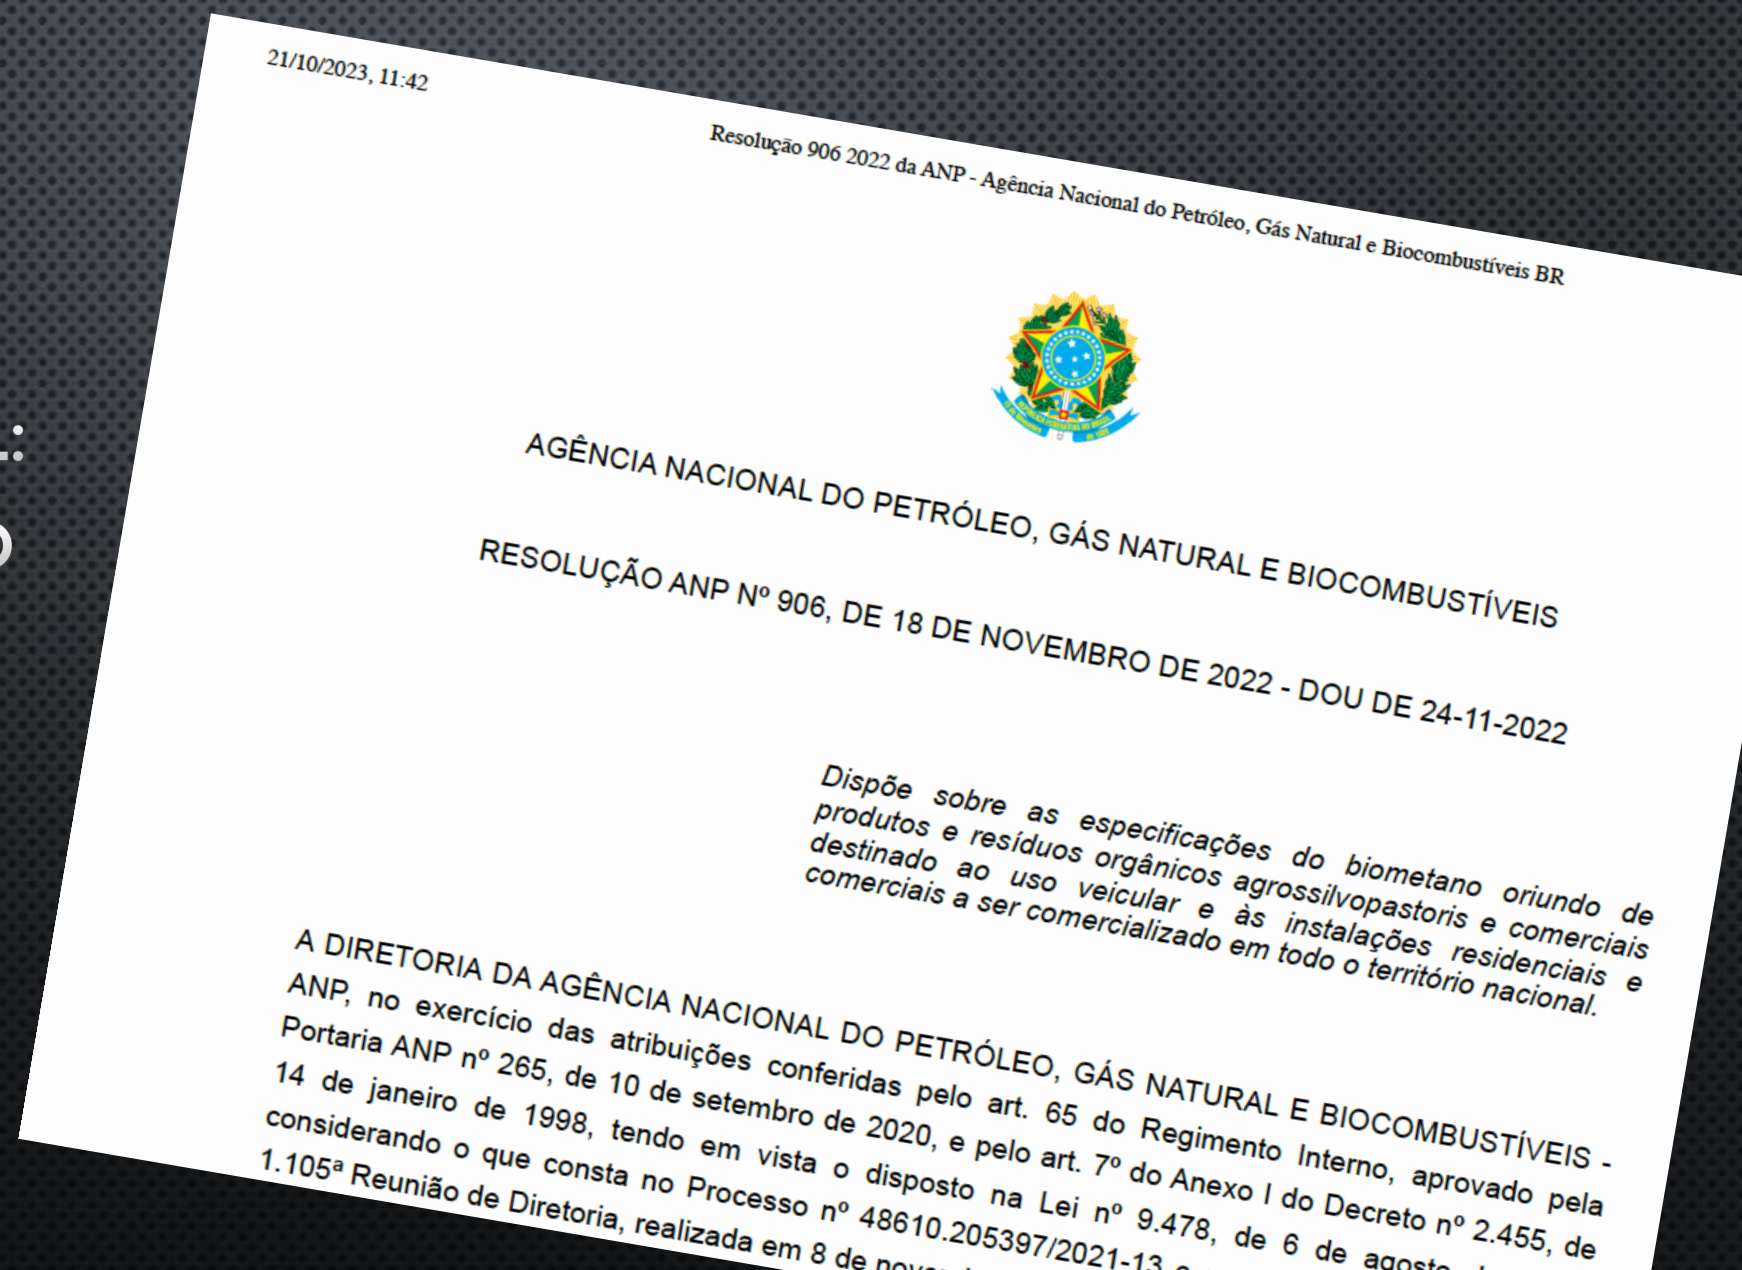 21/10/2023, 11:42
Resolução 906 2022 da ANP - Agência Nacional do Petróleo, Gás Natural e Biocombustíveis BR
AGÊNCIA NACIONAL DO PETRÓLEO, GÁS NATURAL E BIOCOMBUSTÍVEIS
RESOLUÇÃO ANP Nº 906, DE 18 DE NOVEMBRO DE 2022 - DOU DE 24-11-2022
Dispõe sobre as especificações do biometano oriundo de
produtos e resíduos orgânicos agrossilvopastoris e comerciais
destinado ao uso veicular e às instalações residenciais e
comerciais a ser comercializado em todo o território nacional.
A DIRETORIA DA AGÊNCIA NACIONAL DO PETRÓLEO, GÁS NATURAL E BIOCOMBUSTÍVEIS -
ANP, no exercício das atribuições conferidas pelo art. 65 do Regimento Interno, aprovado pela
Portaria ANP nº 265, de 10 de setembro de 2020, e pelo art. 7º do Anexo I do Decreto nº 2.455, de
14 de janeiro de 1998, tendo em vista o disposto na Lei nº 9.478, de 6 de agosto
considerando o que consta no Processo nº 48610.205397/2021-13
1.105ª Reunião de Diretoria, realizada em 8 de